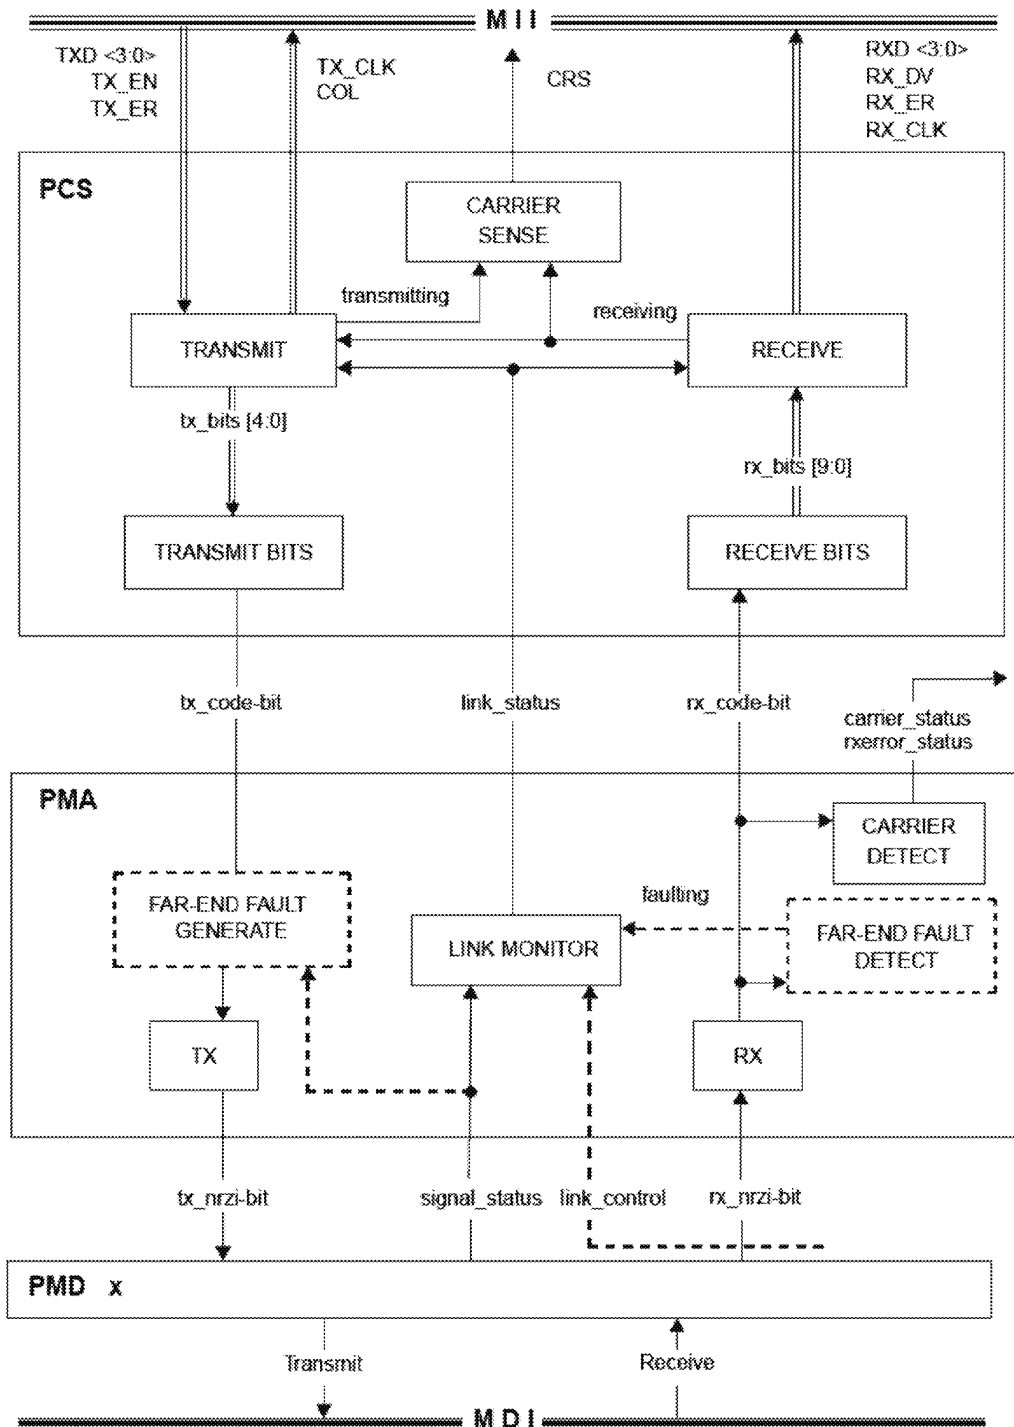 M I I
TXD <3:0>
TX_EN
TX_ER
TX_CLK
COL
CRS
RXD <3:0>
RX_DV
RX_ER
RX_CLK
PCS
CARRIER
SENSE
transmitting
receiving
TRANSMIT
RECEIVE
tx_bits [4:0]
rx_bits [9:0]
TRANSMIT BITS
RECEIVE BITS
tx_code-bit
link_status
rx_code-bit
carrier_status
rxerror_status
PMA
CARRIER
DETECT
FAR-END FAULT
GENERATE
faulting
LINK MONITOR
FAR-END FAULT
DETECT
TX
RX
tx_nrzi-bit
signal_status
link_control
rx_nrzi-bit
PMD x
Transmit
Receive
M D I